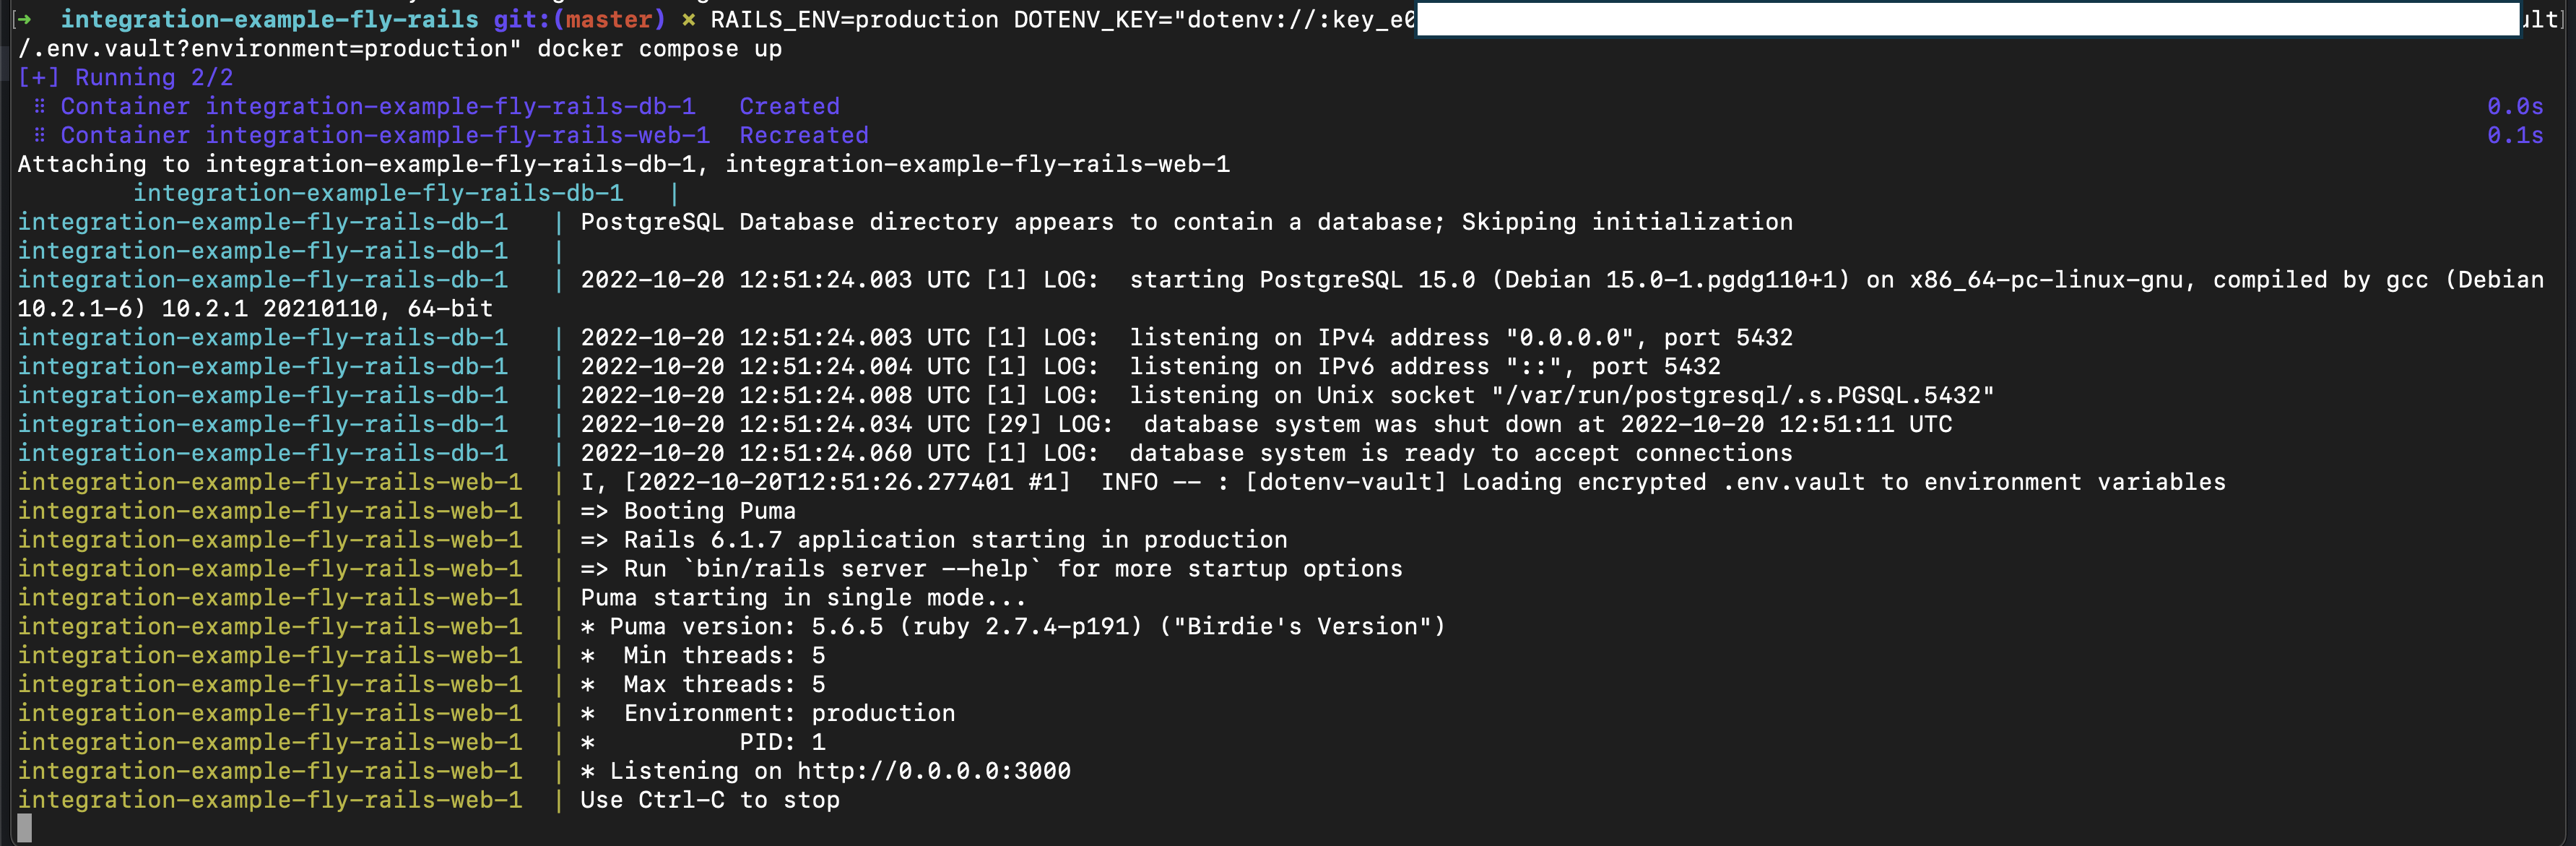 → integration-example-fly-rails git:(master) × RAILS_ENV=production DOTENV_KEY="dotenv://:key_e0 ult
/.env.vault?environment=production" docker compose up
[+] Running 2/2
⠿ Container integration-example-fly-rails-db-1 Created 0.0s
⠿ Container integration-example-fly-rails-web-1 Recreated 0.1s
Attaching to integration-example-fly-rails-db-1, integration-example-fly-rails-web-1
integration-example-fly-rails-db-1 |
integration-example-fly-rails-db-1 | PostgreSQL Database directory appears to contain a database; Skipping initialization
integration-example-fly-rails-db-1 |
integration-example-fly-rails-db-1 | 2022-10-20 12:51:24.003 UTC [1] LOG:  starting PostgreSQL 15.0 (Debian 15.0-1.pgdg110+1) on x86_64-pc-linux-gnu, compiled by gcc (Debian
10.2.1-6) 10.2.1 20210110, 64-bit
integration-example-fly-rails-db-1 | 2022-10-20 12:51:24.003 UTC [1] LOG:  listening on IPv4 address "0.0.0.0", port 5432
integration-example-fly-rails-db-1 | 2022-10-20 12:51:24.004 UTC [1] LOG:  listening on IPv6 address "::", port 5432
integration-example-fly-rails-db-1 | 2022-10-20 12:51:24.008 UTC [1] LOG:  listening on Unix socket "/var/run/postgresql/.s.PGSQL.5432"
integration-example-fly-rails-db-1 | 2022-10-20 12:51:24.034 UTC [29] LOG:  database system was shut down at 2022-10-20 12:51:11 UTC
integration-example-fly-rails-db-1 | 2022-10-20 12:51:24.060 UTC [1] LOG:  database system is ready to accept connections
integration-example-fly-rails-web-1 | I, [2022-10-20T12:51:26.277401 #1]  INFO -- : [dotenv-vault] Loading encrypted .env.vault to environment variables
integration-example-fly-rails-web-1 | => Booting Puma
integration-example-fly-rails-web-1 | => Rails 6.1.7 application starting in production
integration-example-fly-rails-web-1 | => Run `bin/rails server --help` for more startup options
integration-example-fly-rails-web-1 | Puma starting in single mode...
integration-example-fly-rails-web-1 | * Puma version: 5.6.5 (ruby 2.7.4-p191) ("Birdie's Version")
integration-example-fly-rails-web-1 | *  Min threads: 5
integration-example-fly-rails-web-1 | *  Max threads: 5
integration-example-fly-rails-web-1 | *  Environment: production
integration-example-fly-rails-web-1 | *          PID: 1
integration-example-fly-rails-web-1 | * Listening on http://0.0.0.0:3000
integration-example-fly-rails-web-1 | Use Ctrl-C to stop